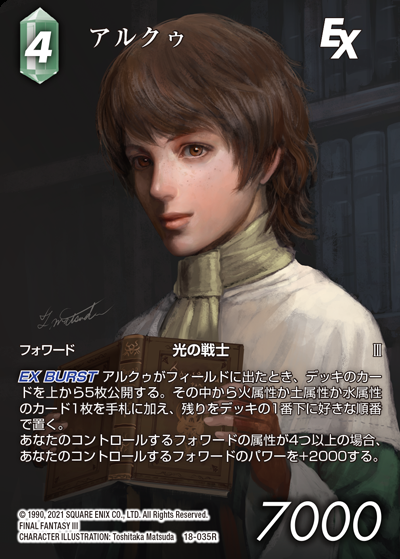 4
アルクゥ
EX
フォワード 光の戦士 III
EX BURST アルクゥがフィールドに出たとき、デッキのカー
ドを上から5枚公開する。その中から火属性か土属性か水属性
のカード1枚を手札に加え、残りをデッキの1番下に好きな順番
で置く。
あなたのコントロールするフォワードの属性が4つ以上の場合、
あなたのコントロールするフォワードのパワーを+2000する。
© 1990, 2021 SQUARE ENIX CO., LTD. All Rights Reserved.
FINAL FANTASY III
CHARACTER ILLUSTRATION: Toshitaka Matsuda 18-035R
7000